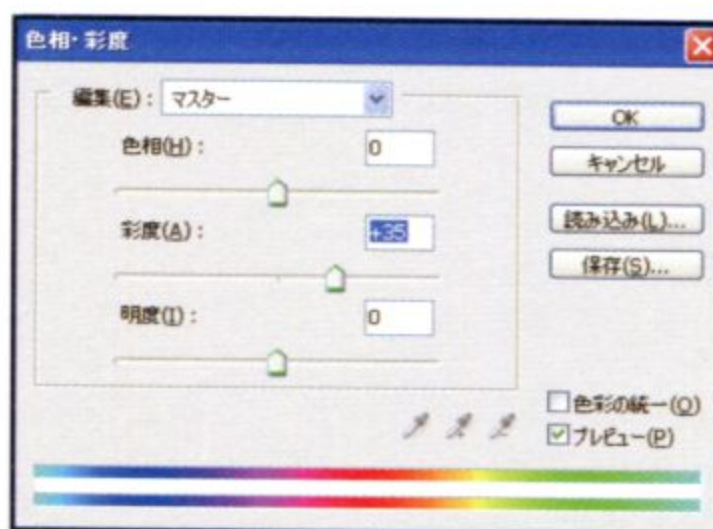 色相・彩度
編集(E): マスター
色相(H): 0
彩度(A): +35
明度(I): 0
OK
キャンセル
読み込み(L)...
保存(S)...
色彩の統一(O)
プレビュー(P)